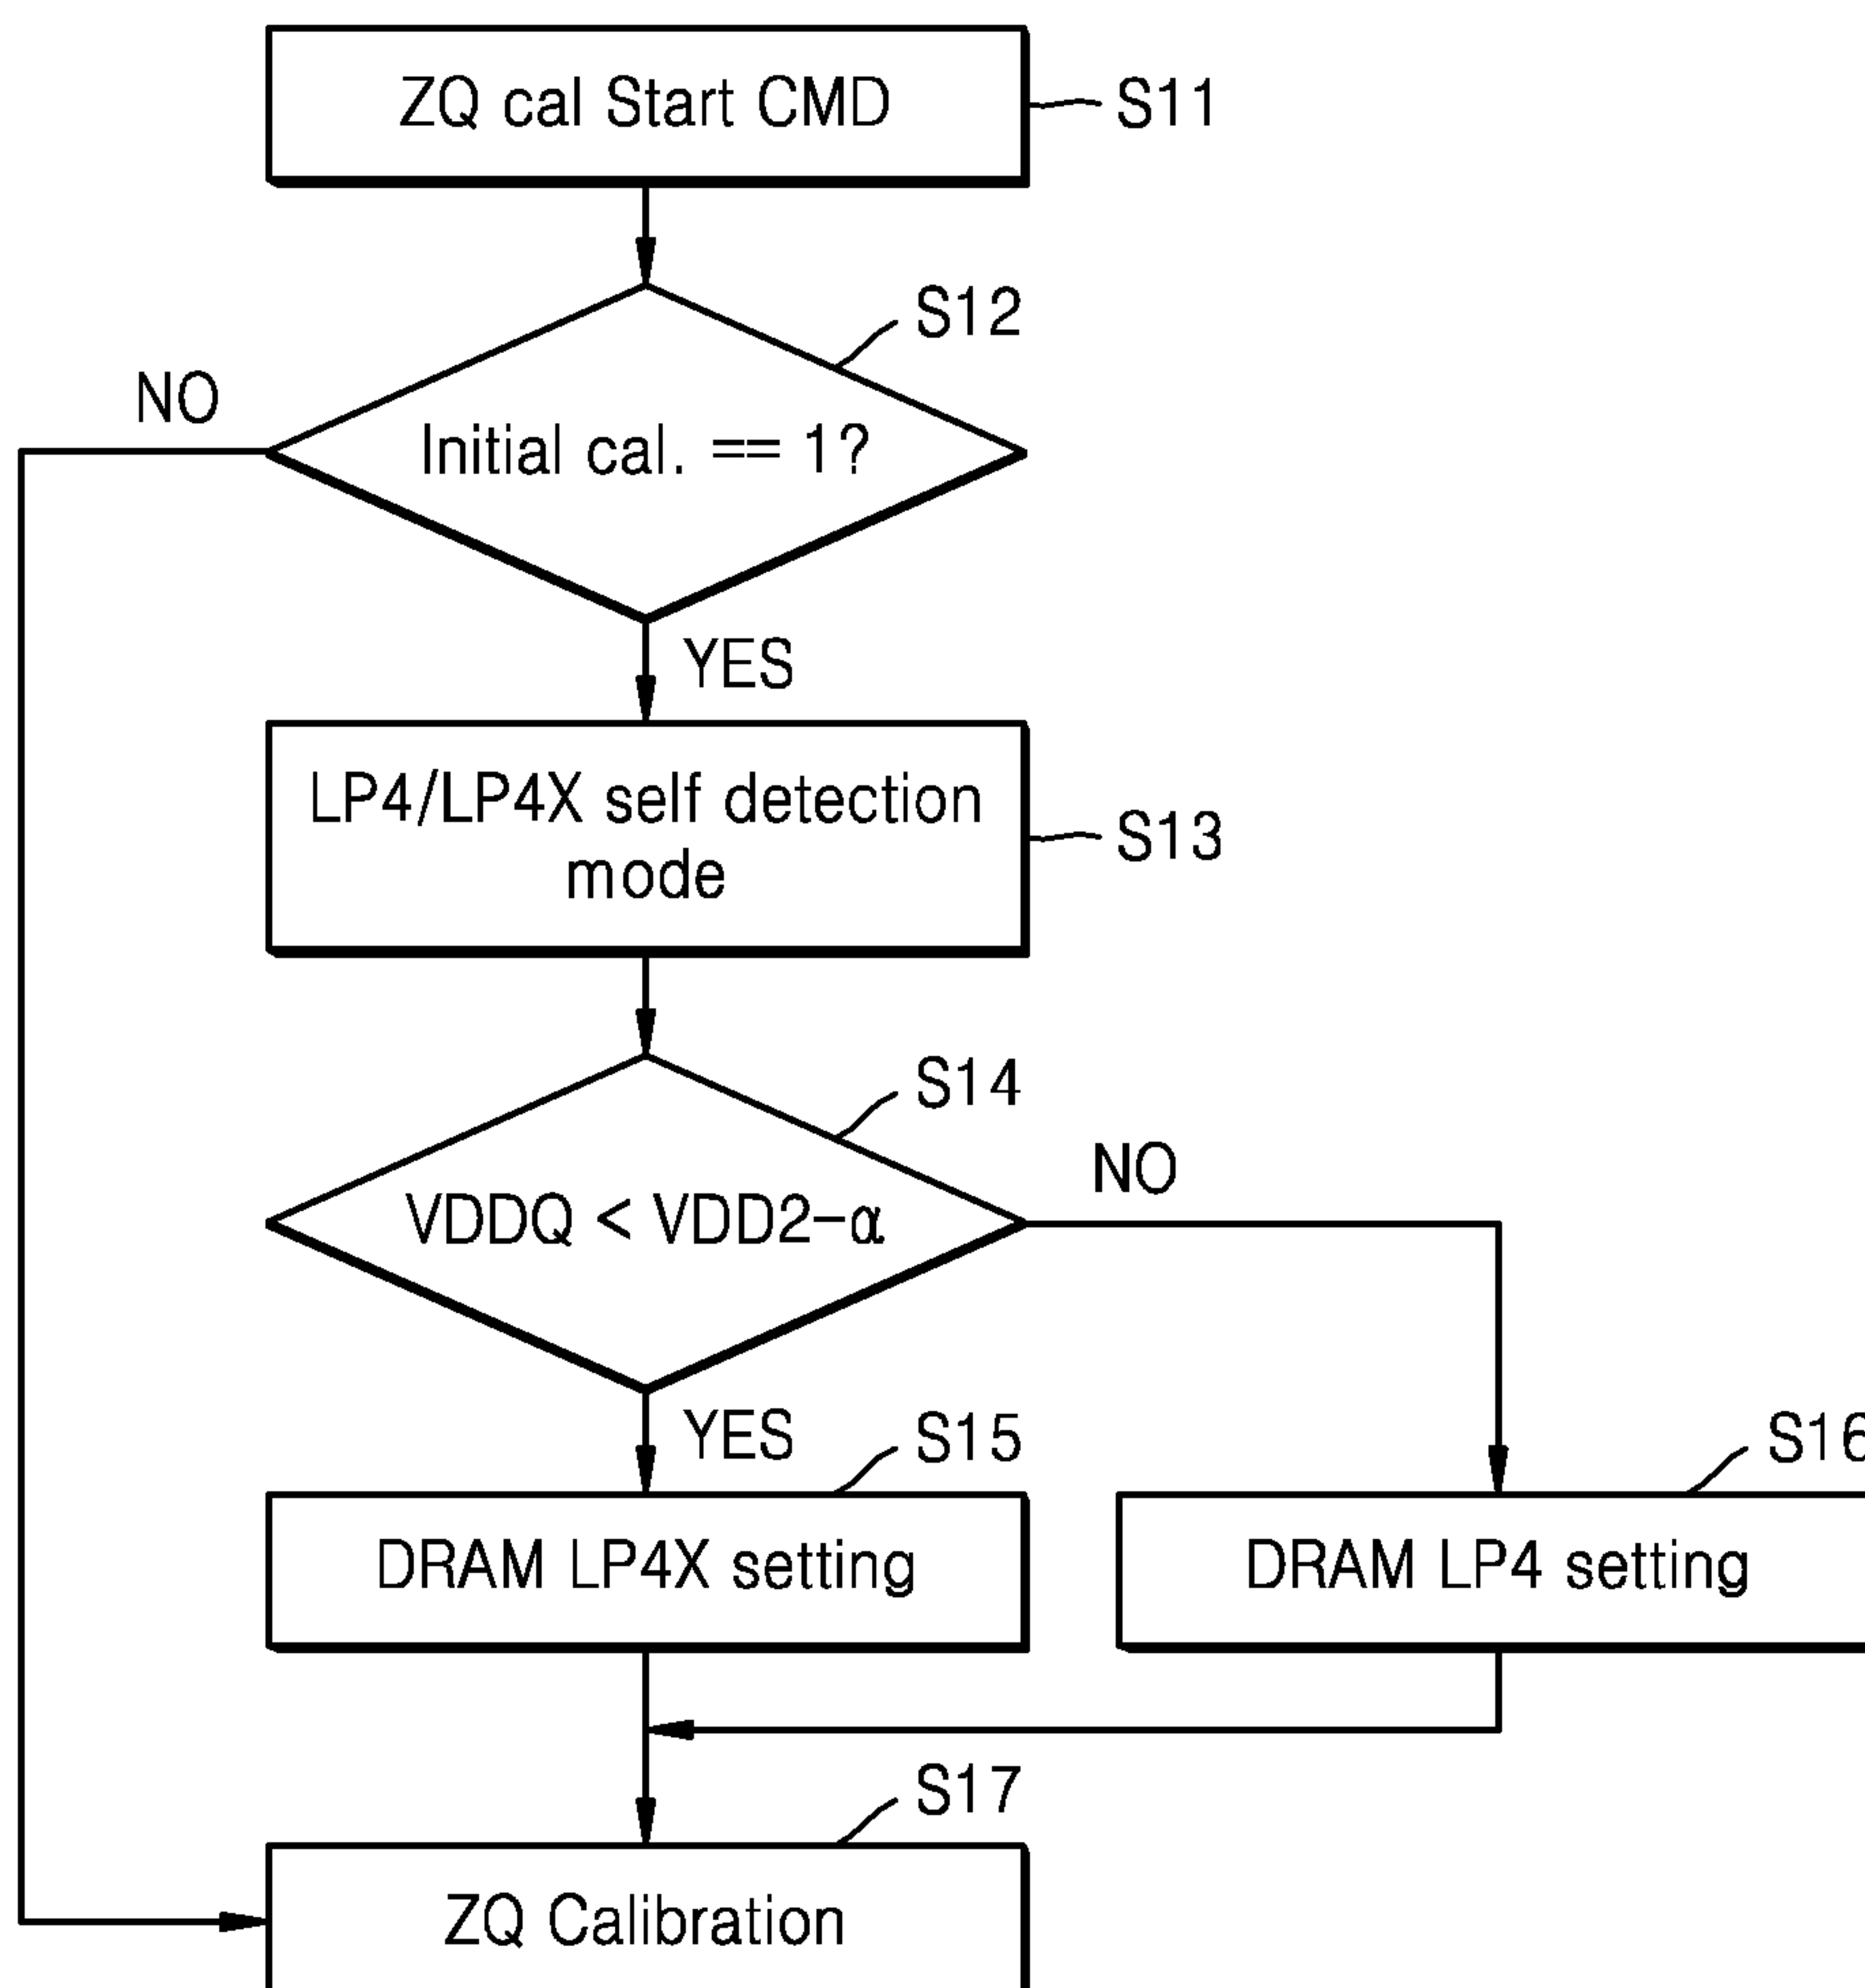 ZQ cal Start CMD
S11
S12
NO
Initial cal. == 1?
YES
LP4/LP4X self detection
mode
S13
S14
NO
VDDQ < VDD2-α
YES
S15
S16
DRAM LP4X setting
DRAM LP4 setting
S17
ZQ Calibration